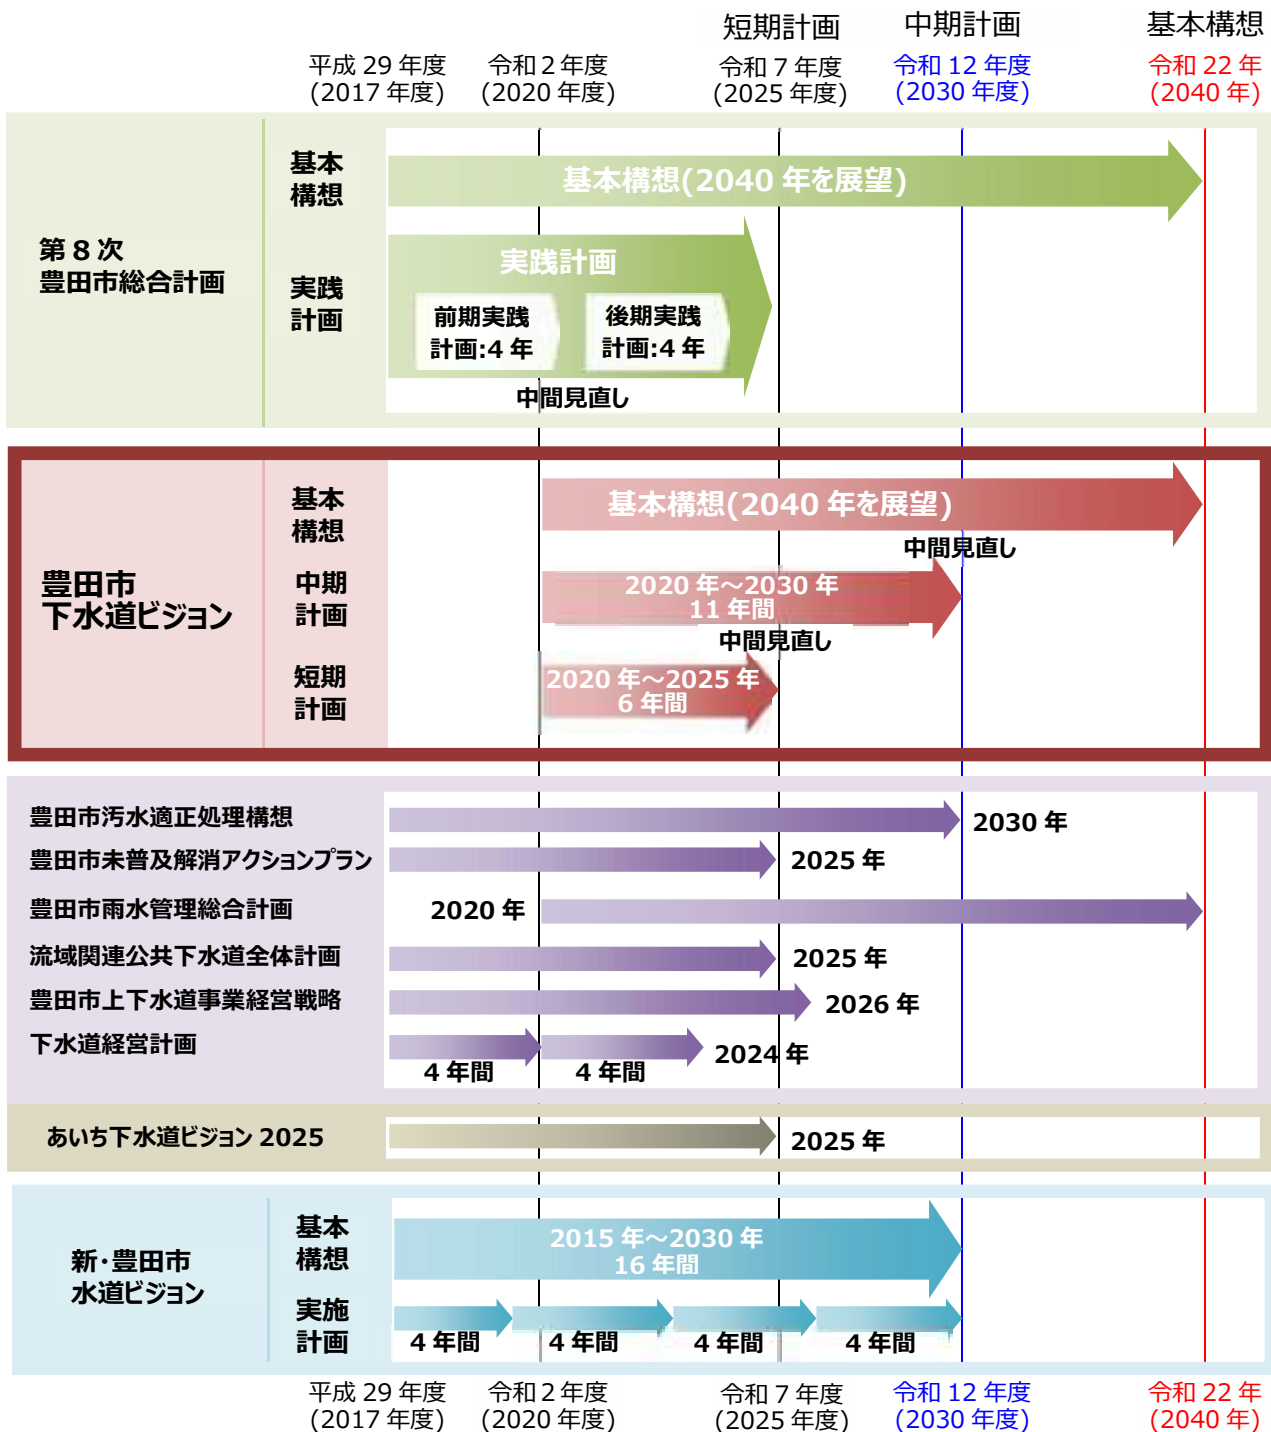 短期計画 中期計画 基本構想
平成 29 年度 令和 2 年度 令和 7 年度 令和 12 年度 令和 22 年
(2017 年度) (2020 年度) (2025 年度) (2030 年度) (2040 年)
第 8 次
豊田市総合計画
基本
構想
基本構想(2040 年を展望)
実践
計画
実践計画
前期実践
計画:4 年
後期実践
計画:4 年
中間見直し
豊田市
下水道ビジョン
基本
構想
基本構想(2040 年を展望)
中間見直し
中期
計画
2020 年～2030 年
11 年間
中間見直し
短期
計画
2020 年～2025 年
6 年間
豊田市汚水適正処理構想
2030 年
豊田市未普及解消アクションプラン
2025 年
豊田市雨水管理総合計画
2020 年
流域関連公共下水道全体計画
2025 年
豊田市上下水道事業経営戦略
2026 年
下水道経営計画
2024 年
4 年間 4 年間
あいち下水道ビジョン 2025
2025 年
新・豊田市
水道ビジョン
基本
構想
2015 年～2030 年
16 年間
実施
計画
4 年間 4 年間 4 年間 4 年間
平成 29 年度 令和 2 年度 令和 7 年度 令和 12 年度 令和 22 年
(2017 年度) (2020 年度) (2025 年度) (2030 年度) (2040 年)